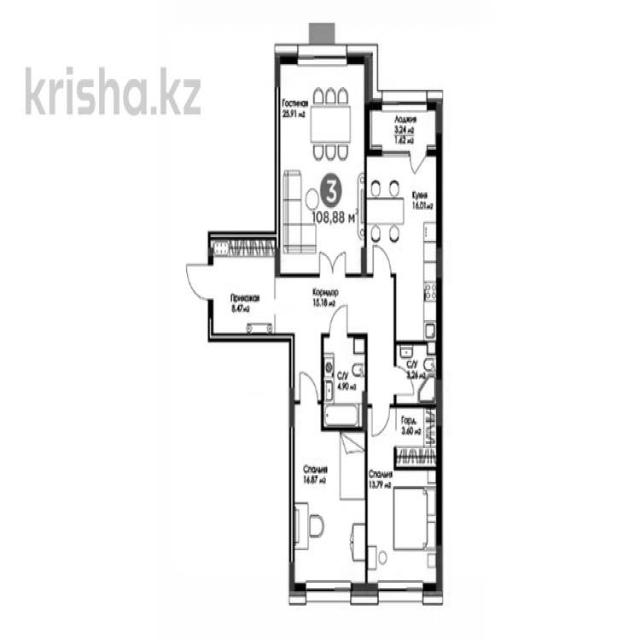 krisha.kz
Гостиная
25.91 м2
Лоджия
3.24 м2
1.62 м2
3
108,88 м2
Кухня
16.01 м2
Прихожая
8.47 м2
Коридор
15.18 м2
С/У
4.90 м2
С/У
3.26 м2
Гард.
3.60 м2
Спальня
16.87 м2
Спальня
13.79 м2